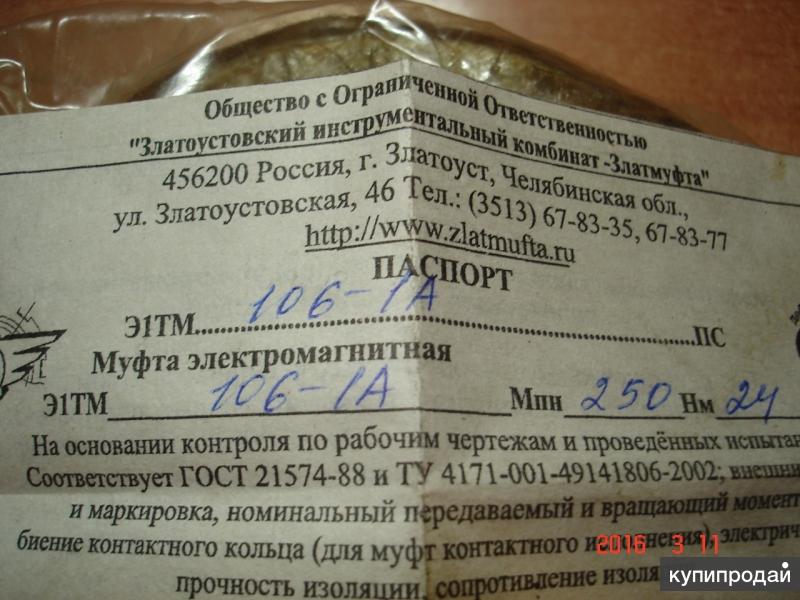 Общество с Ограниченной Ответственностью
"Златоустовский инструментальный комбинат -Златмуфта"
456200 Россия, г. Златоуст, Челябинская обл.,
ул. Златоустовская, 46 Тел.: (3513) 67-83-35, 67-83-77
http://www.zlatmufta.ru
ПАСПОРТ
Э1ТМ 106-1А ПС
Муфта электромагнитная
Э1ТМ 106-1А Мпн 250 Нм 24
На основании контроля по рабочим чертежам и проведённых испытан
Соответствует ГОСТ 21574-88 и ТУ 4171-001-49141806-2002; внешни
и маркировка, номинальный передаваемый и вращающий момент
биение контактного кольца (для муфт контактного электрич
прочность изоляции, сопротивление изоля
2016 3 11
купипродай